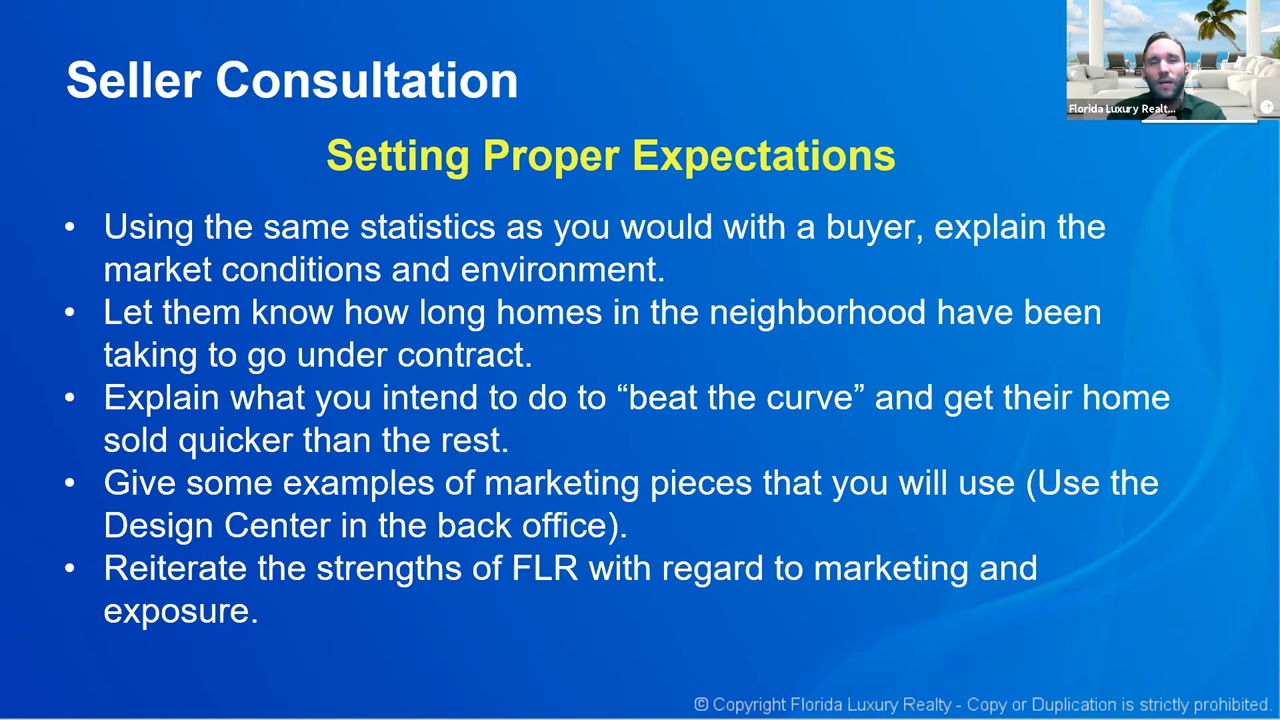 Seller Consultation
Florida Luxury Realt...
Setting Proper Expectations
• Using the same statistics as you would with a buyer, explain the
market conditions and environment.
• Let them know how long homes in the neighborhood have been
taking to go under contract.
• Explain what you intend to do to “beat the curve” and get their home
sold quicker than the rest.
• Give some examples of marketing pieces that you will use (Use the
Design Center in the back office).
• Reiterate the strengths of FLR with regard to marketing and
exposure.
© Copyright Florida Luxury Realty - Copy or Duplication is strictly prohibited.